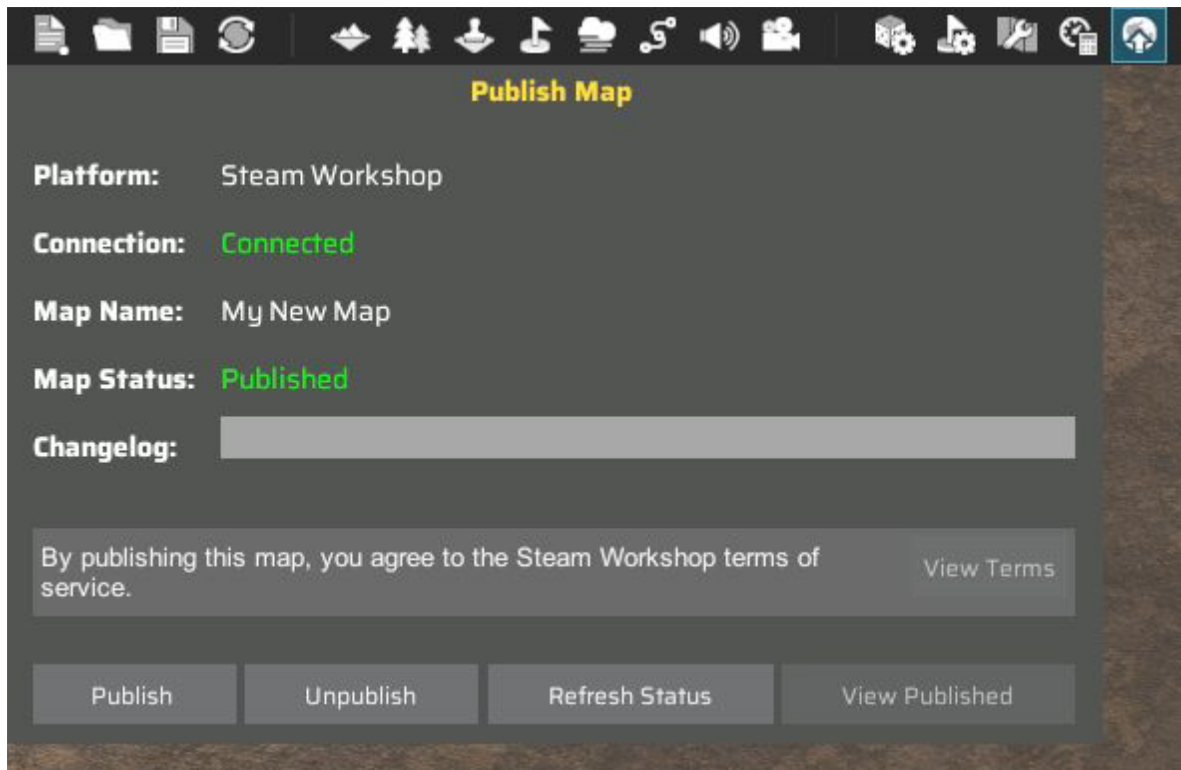 Publish Map
Platform: Steam Workshop
Connection: Connected
Map Name: My New Map
Map Status: Published
Changelog:
By publishing this map, you agree to the Steam Workshop terms of
service.
View Terms
Publish Unpublish Refresh Status View Published